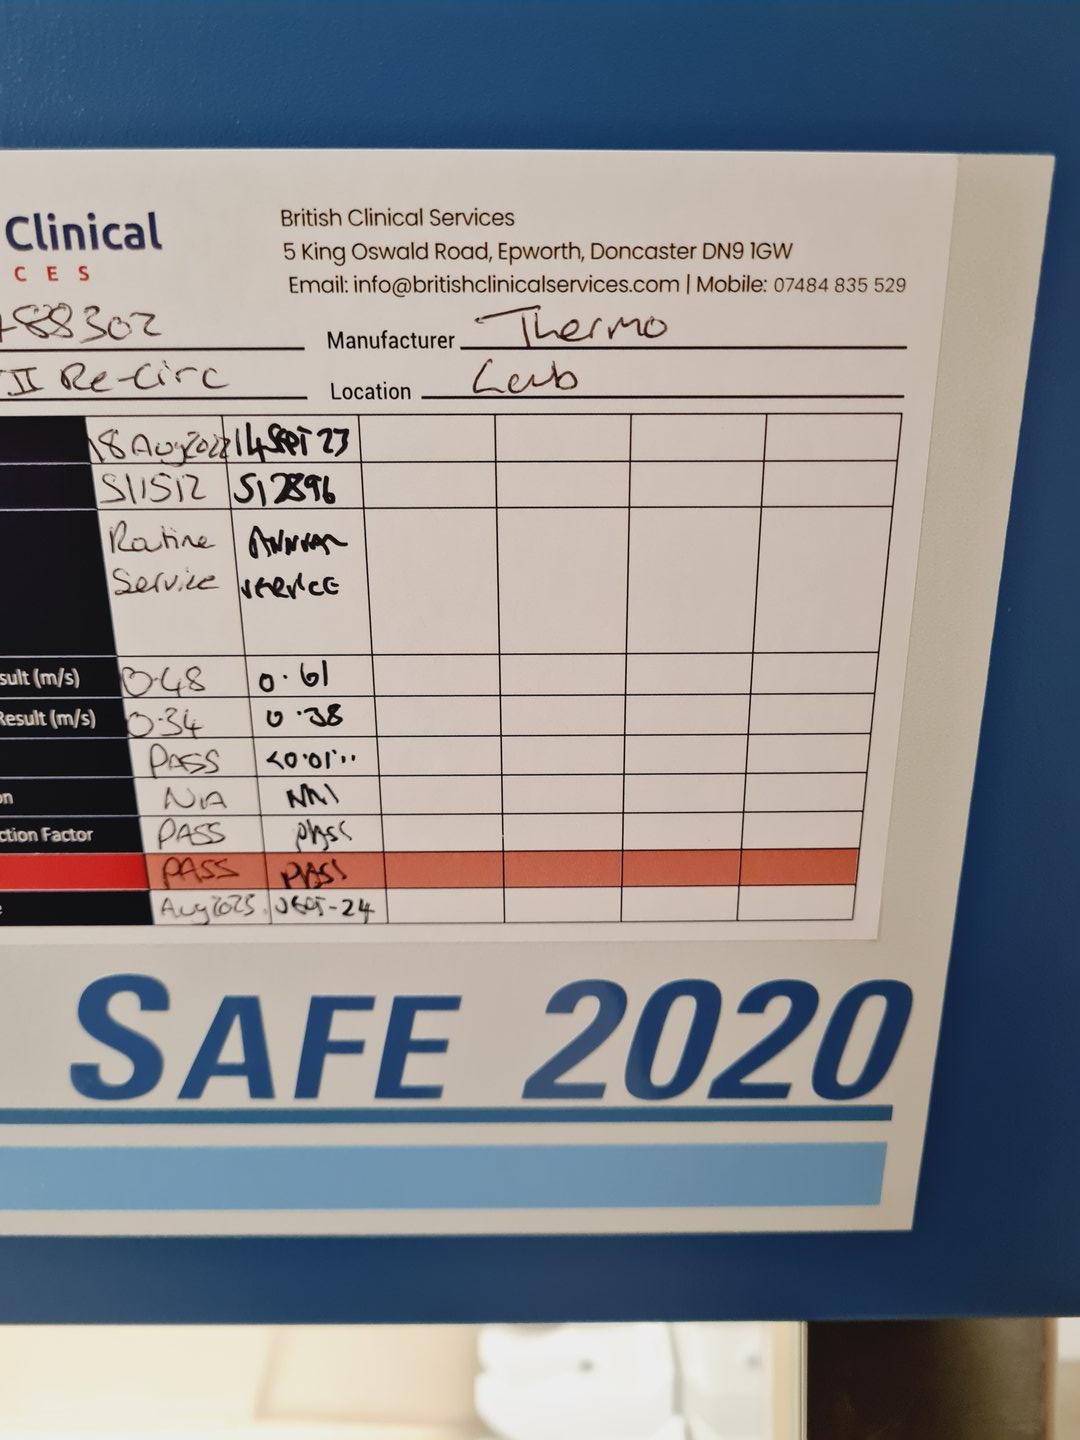 Clinical
CES
British Clinical Services
5 King Oswald Road, Epworth, Doncaster DN9 1GW
Email: info@britishclinicalservices.com | Mobile: 07484 835 529
88302 Manufacturer Thermo
II Re-Circ Location Lab
18 Aug 2022 14 SEPT 23
S11512 S12896
Routine ANNUAL
Service SERVICE
sult (m/s) 0.48 0.61
Result (m/s) 0.34 0.38
PASS <0.01
on N/A
ction Factor PASS PASS
PASS PASS
e SEPT-24
SAFE 2020